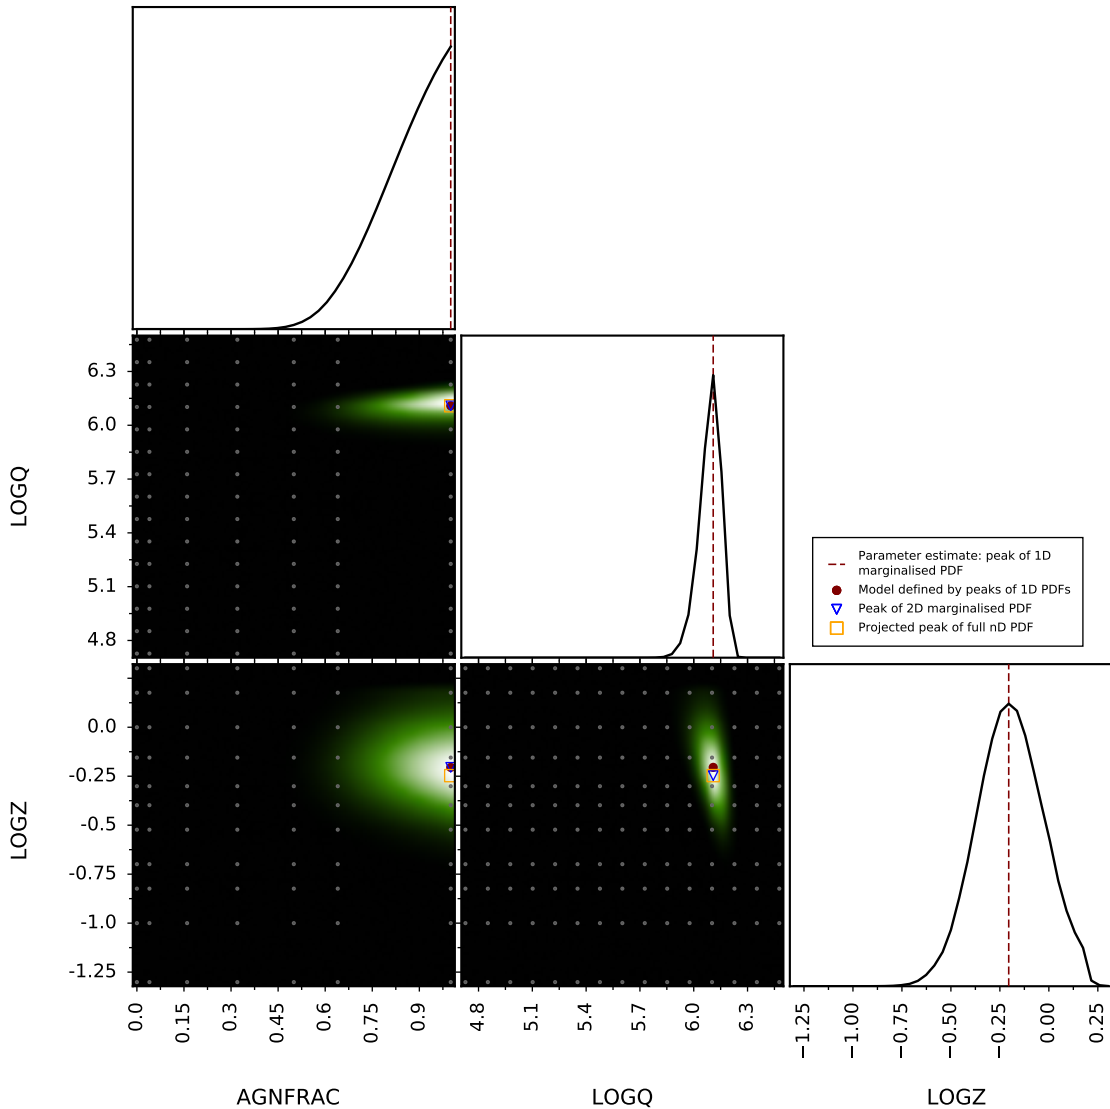 6.3
6.0
5.7
5.4
5.1
4.8
LOGQ
Parameter estimate: peak of 1D
marginalised PDF
Model defined by peaks of 1D PDFs
Peak of 2D marginalised PDF
Projected peak of full nD PDF
0.0
-0.25
-0.5
-0.75
-1.0
-1.25
LOGZ
0.0 0.15 0.3 0.45 0.6 0.75 0.9
4.8 5.1 5.4 5.7 6.0 6.3
−1.25 −1.00 −0.75 −0.50 −0.25 0.00 0.25
AGNFRAC LOGQ LOGZ